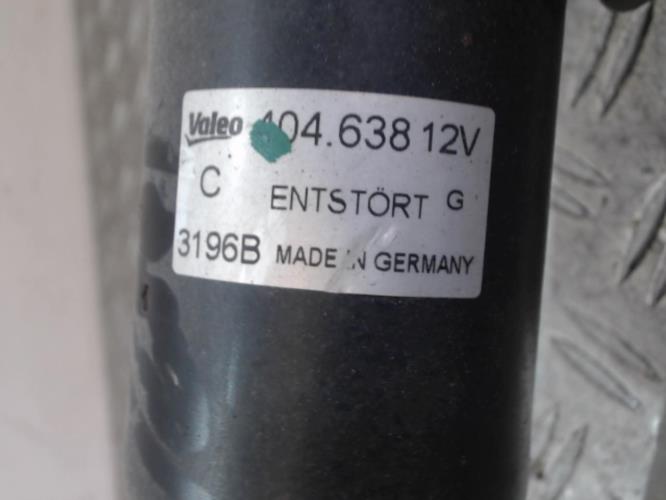 Valeo 404.638 12V
C ENTSTÖRT G
3196B MADE IN GERMANY